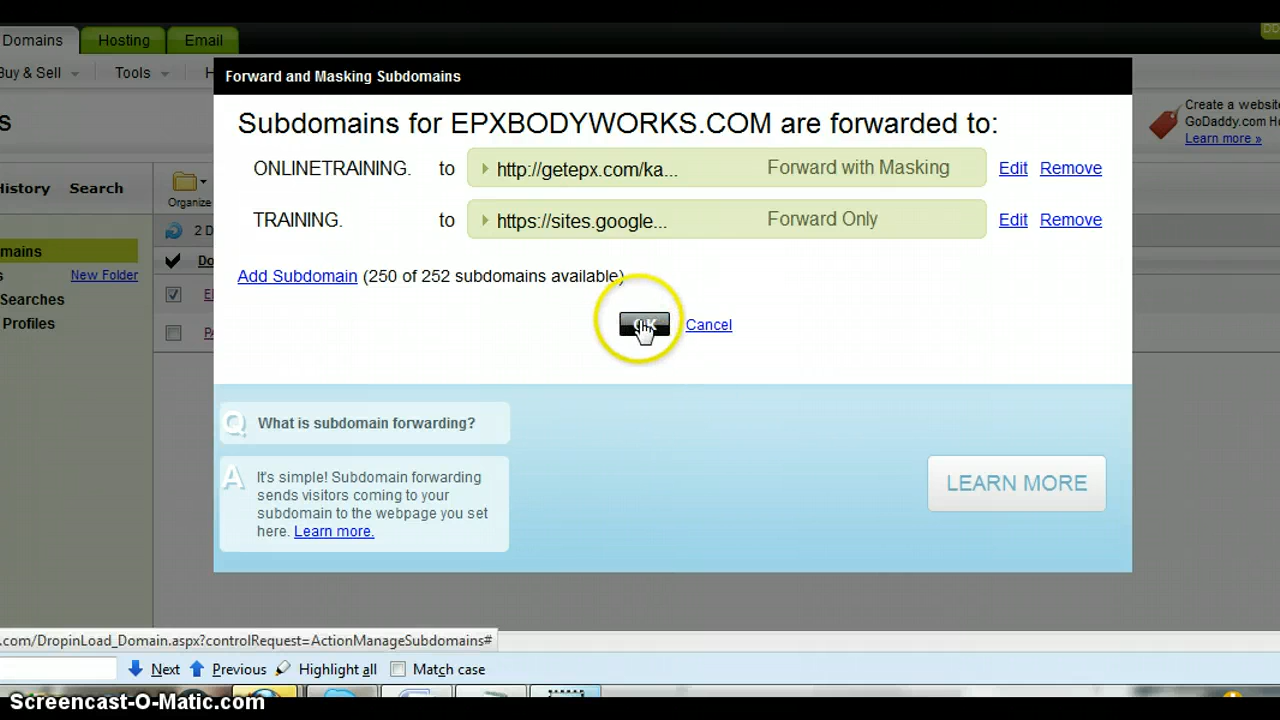 Domains Hosting Email
Buy & Sell Tools
Forward and Masking Subdomains
Subdomains for EPXBODYWORKS.COM are forwarded to:
ONLINETRAINING. to http://getepx.com/ka... Forward with Masking Edit Remove
TRAINING. to https://sites.google... Forward Only Edit Remove
Add Subdomain (250 of 252 subdomains available)
OK Cancel
Create a website
GoDaddy.com
Learn more »
History Search
Organize
New Folder
Searches
Profiles
Q What is subdomain forwarding?
A It's simple! Subdomain forwarding
sends visitors coming to your
subdomain to the webpage you set
here. Learn more.
LEARN MORE
.com/DropinLoad_Domain.aspx?controlRequest=ActionManageSubdomains#
Next Previous Highlight all Match case
Screencast-O-Matic.com